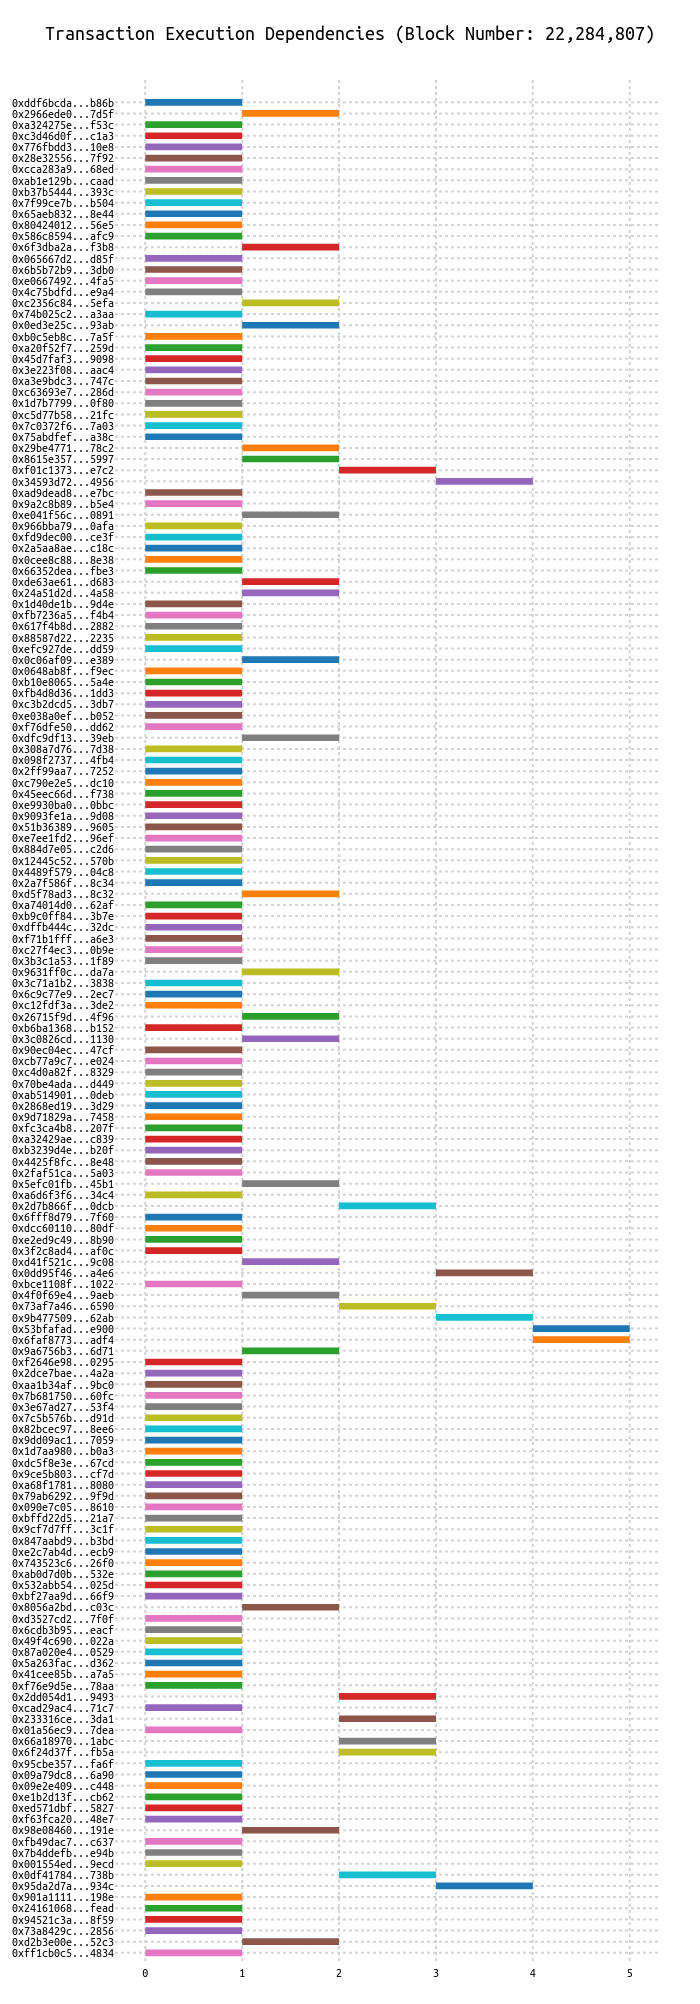 Transaction Execution Dependencies (Block Number: 22,284,807)
0xddf6bcda...b86b
0x2966ede0...7d5f
0xa324275e...f53c
0xc3d46d0f...c1a3
0x776fbdd3...10e8
0x28e32556...7f92
0xcca283a9...68ed
0xab1e129b...caad
0xb37b5444...393c
0x7f99ce7b...b504
0x65aeb832...8e44
0x80424012...56e5
0x586c8594...afc9
0x6f3dba2a...f3b8
0x065667d2...d85f
0x6b5b72b9...3db0
0xe0667492...4fa5
0x4c75bdfd...e9a4
0xc2356c84...5efa
0x74b025c2...a3aa
0x0ed3e25c...93ab
0xb0c5eb8c...7a5f
0xa20f52f7...259d
0x45d7faf3...9098
0x3e223f08...aac4
0xa3e9bdc3...747c
0xc63693e7...286d
0x1d7b7799...0f80
0xc5d77b58...21fc
0x7c0372f6...7a03
0x75abdfef...a38c
0x29be4771...78c2
0x8615e357...5997
0xf01c1373...e7c2
0x34593d72...4956
0xad9dead8...e7bc
0x9a2c8b89...b5e4
0xe041f56c...0891
0x966bba79...0afa
0xfd9dec00...ce3f
0x2a5aa8ae...c18c
0x0cee8c88...8e38
0x66352dea...fbe3
0xde63ae61...d683
0x24a51d2d...4a58
0x1d40de1b...9d4e
0xfb7236a5...f4b4
0x617f4b8d...2882
0x88587d22...2235
0xefc927de...dd59
0x0c06af09...e389
0x0648ab8f...f9ec
0xb10e8065...5a4e
0xfb4d8d36...1dd3
0xc3b2dcd5...3db7
0xe038a0ef...b052
0xf76dfe50...dd62
0xdfc9df13...39eb
0x308a7d76...7d38
0x098f2737...4fb4
0x2ff99aa7...7252
0xc790e2e5...dc10
0x45eec66d...f738
0xe9930ba0...0bbc
0x9093fe1a...9d08
0x51b36389...9605
0xe7ee1fd2...96ef
0x884d7e05...c2d6
0x12445c52...570b
0x4489f579...04c8
0x2a7f586f...8c34
0xd5f78ad3...8c32
0xa74014d0...62af
0xb9c0ff84...3b7e
0xdffb444c...32dc
0xf71b1fff...a6e3
0xc27f4ec3...0b9e
0x3b3c1a53...1f89
0x9631ff0c...da7a
0x3c71a1b2...3838
0x6c9c77e9...2ec7
0xc12fdf3a...3de2
0x26715f9d...4f96
0xb6ba1368...b152
0x3c0826cd...1130
0x90ec04ec...47cf
0xcb77a9c7...e024
0xc4d0a82f...8329
0x70be4ada...d449
0xab514901...0deb
0x2868ed19...3d29
0x9d71829a...7458
0xfc3ca4b8...207f
0xa32429ae...c839
0xb3239d4e...b20f
0x4425f8fc...8e48
0x2faf51ca...5a03
0x5efc01fb...45b1
0xa6d6f3f6...34c4
0x2d7b866f...0dcb
0x6fff8d79...7f60
0xdcc60110...80df
0xe2ed9c49...8b90
0x3f2c8ad4...af0c
0xd41f521c...9c08
0x0dd95f46...a4e6
0xbce1108f...1022
0x4f0f69e4...9aeb
0x73af7a46...6590
0x9b477509...62ab
0x53bfafad...e900
0x6faf8773...adf4
0x9a6756b3...6d71
0xf2646e98...0295
0x2dce7bae...4a2a
0xaa1b34af...9bc0
0x7b681750...60fc
0x3e67ad27...53f4
0x7c5b576b...d91d
0x82bcec97...8ee6
0x9dd09ac1...7059
0x1d7aa980...b0a3
0xdc5f8e3e...67cd
0x9ce5b803...cf7d
0xa68f1781...8080
0x79ab6292...9f9d
0x090e7c05...8610
0xbffd22d5...21a7
0x9cf7d7ff...3c1f
0x847aabd9...b3bd
0xe2c7ab4d...ecb9
0x743523c6...26f0
0xab0d7d0b...532e
0x532abb54...025d
0xbf27aa9d...66f9
0x8056a2bd...c03c
0xd3527cd2...7f0f
0x6cdb3b95...eacf
0x49f4c690...022a
0x87a020e4...0529
0x5a263fac...d362
0x41cee85b...a7a5
0xf76e9d5e...78aa
0x2dd054d1...9493
0xcad29ac4...71c7
0x233316ce...3da1
0x01a56ec9...7dea
0x66a18970...1abc
0x6f24d37f...fb5a
0x95cbe357...fa6f
0x09a79dc8...6a90
0x09e2e409...c448
0xe1b2d13f...cb62
0xed571dbf...5827
0xf63fca20...48e7
0x98e08460...191e
0xfb49dac7...c637
0x7b4ddefb...e94b
0x001554ed...9ecd
0x0df41784...738b
0x95da2d7a...934c
0x901a1111...198e
0x24161068...fead
0x94521c3a...8f59
0x73a8429c...2856
0xd2b3e00e...52c3
0xff1cb0c5...4834
0 1 2 3 4 5